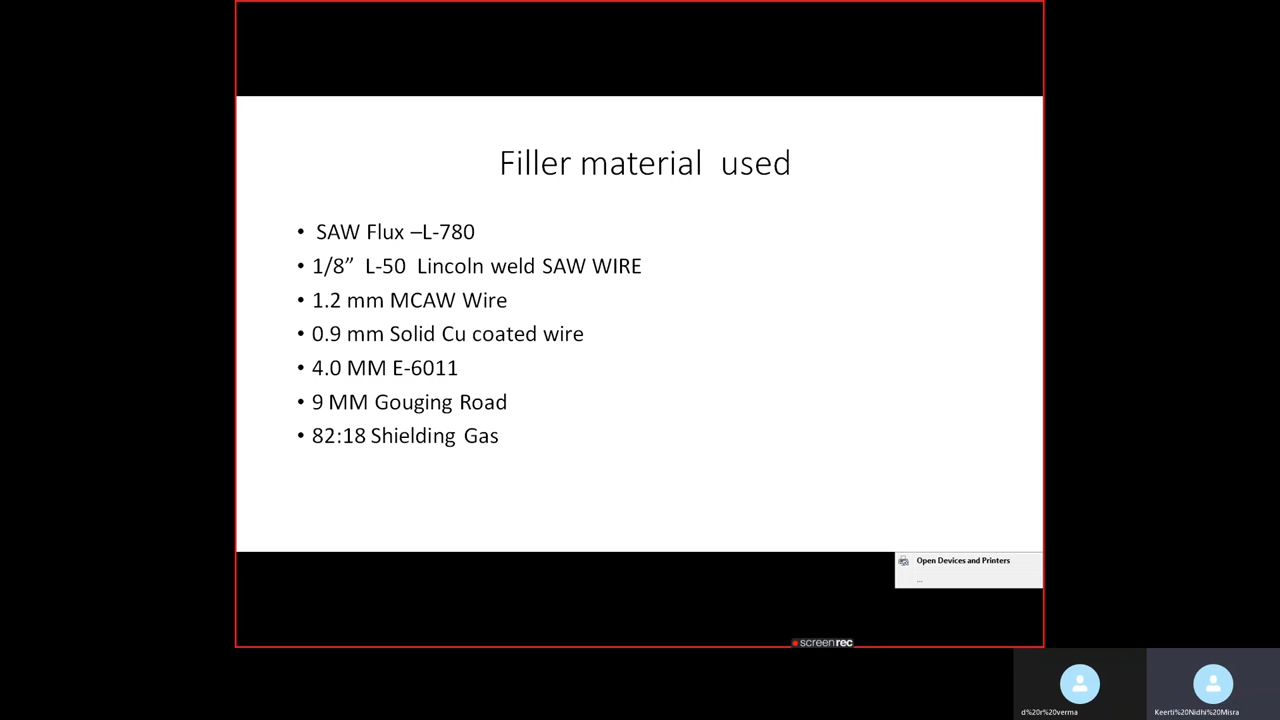 Filler material used
• SAW Flux –L-780
• 1/8” L-50 Lincoln weld SAW WIRE
• 1.2 mm MCAW Wire
• 0.9 mm Solid Cu coated wire
• 4.0 MM E-6011
• 9 MM Gouging Road
• 82:18 Shielding Gas
Open Devices and Printers
...
screenrec
d%20r%20verma
Keerti%20Nidhi%20Misra